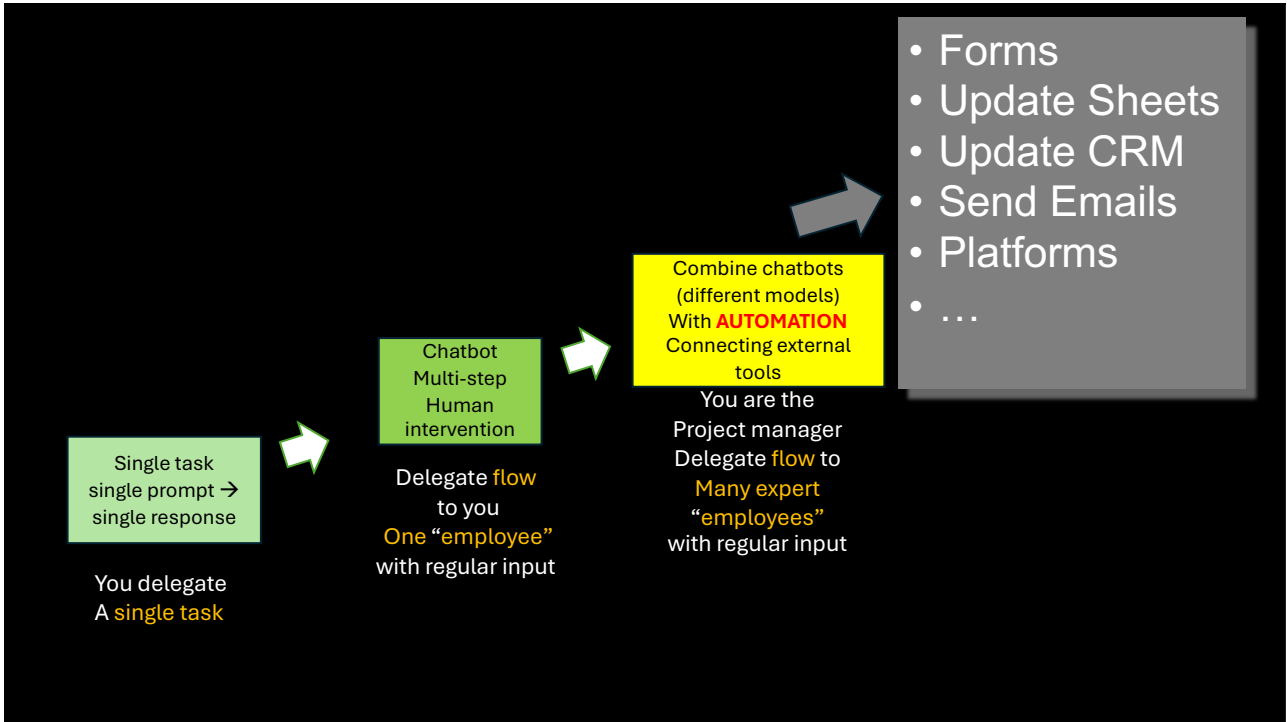 Single task
single prompt →
single response
You delegate
A single task
Chatbot
Multi-step
Human
intervention
Delegate flow
to you
One “employee”
with regular input
Combine chatbots
(different models)
With AUTOMATION
Connecting external
tools
You are the
Project manager
Delegate flow to
Many expert
“employees”
with regular input
• Forms
• Update Sheets
• Update CRM
• Send Emails
• Platforms
• …